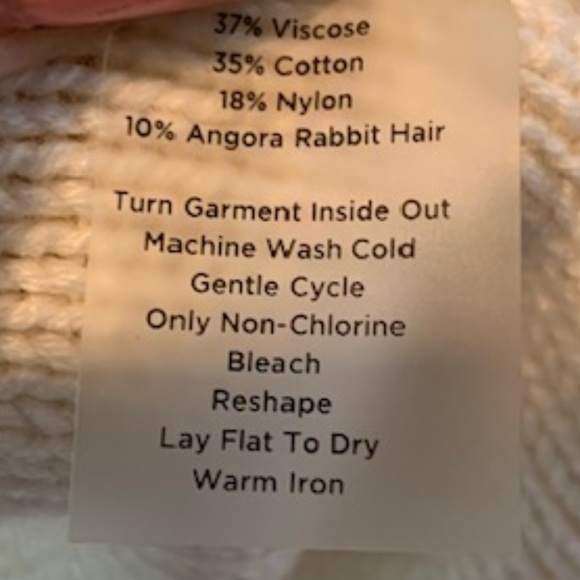 37% Viscose
35% Cotton
18% Nylon
10% Angora Rabbit Hair
Turn Garment Inside Out
Machine Wash Cold
Gentle Cycle
Only Non-Chlorine
Bleach
Reshape
Lay Flat To Dry
Warm Iron